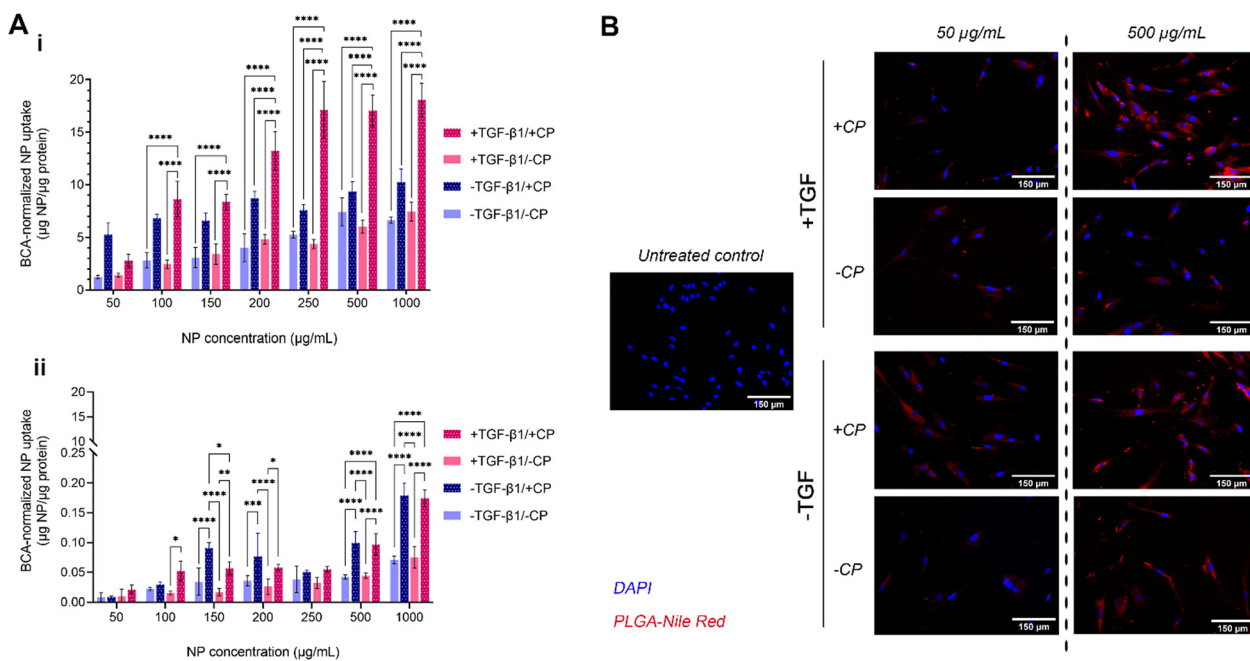 A
i
BCA-normalized NP uptake
(µg NP/µg protein)
20
15
10
5
0
**** **** **** **** **** ****
**** **** **** ****
**** **** **** **** **** ****
50 100 150 200 250 500 1000
NP concentration (µg/mL)
+TGF-β1/+CP
+TGF-β1/-CP
-TGF-β1/+CP
-TGF-β1/-CP
ii
BCA-normalized NP uptake
(µg NP/µg protein)
20
15
10
0.25
0.20
0.15
0.10
0.05
0.00
* * ** **** **** * **** *** **** **** **** **** **** **** **** ****
50 100 150 200 250 500 1000
NP concentration (µg/mL)
+TGF-β1/+CP
+TGF-β1/-CP
-TGF-β1/+CP
-TGF-β1/-CP
B
50 µg/mL
500 µg/mL
Untreated control
150 µm
+TGF
+CP
150 µm
150 µm
-CP
150 µm
150 µm
-TGF
+CP
150 µm
150 µm
-CP
150 µm
150 µm
DAPI
PLGA-Nile Red